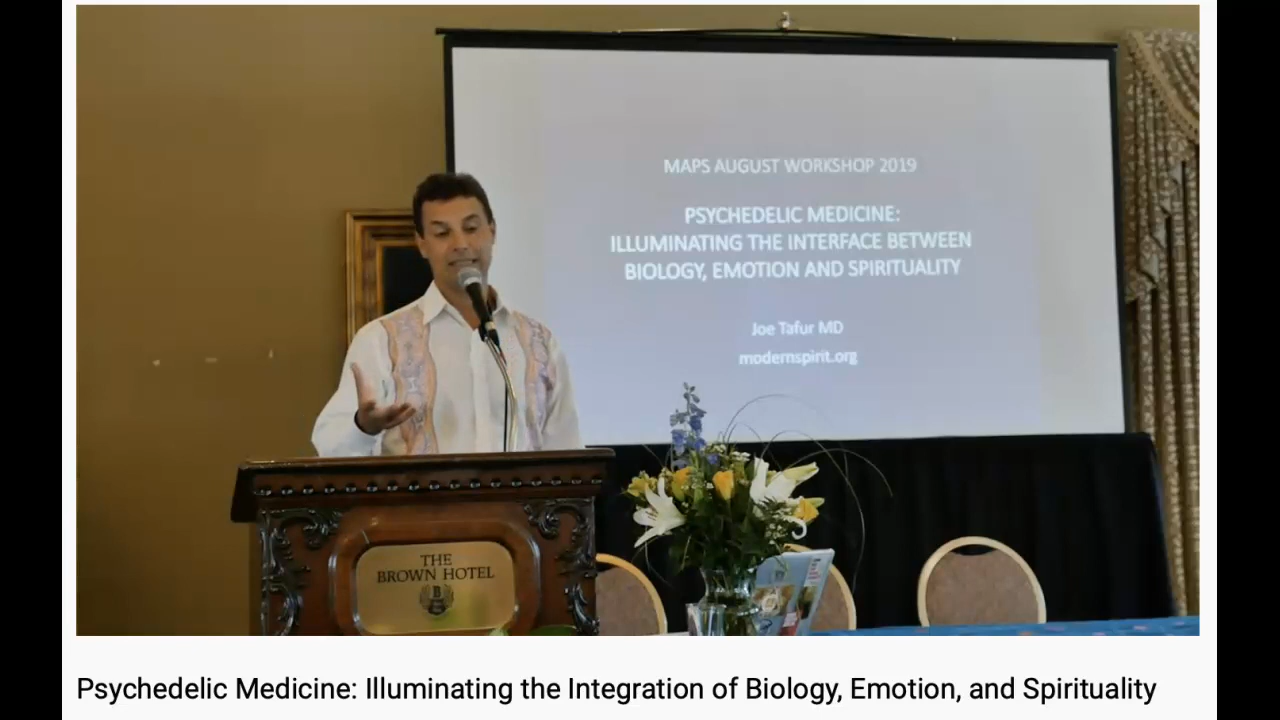 MAPS AUGUST WORKSHOP 2019
PSYCHEDELIC MEDICINE:
ILLUMINATING THE INTERFACE BETWEEN
BIOLOGY, EMOTION AND SPIRITUALITY
Joe Tafur MD
modernspirit.org
THE
BROWN HOTEL
B
Psychedelic Medicine: Illuminating the Integration of Biology, Emotion, and Spirituality